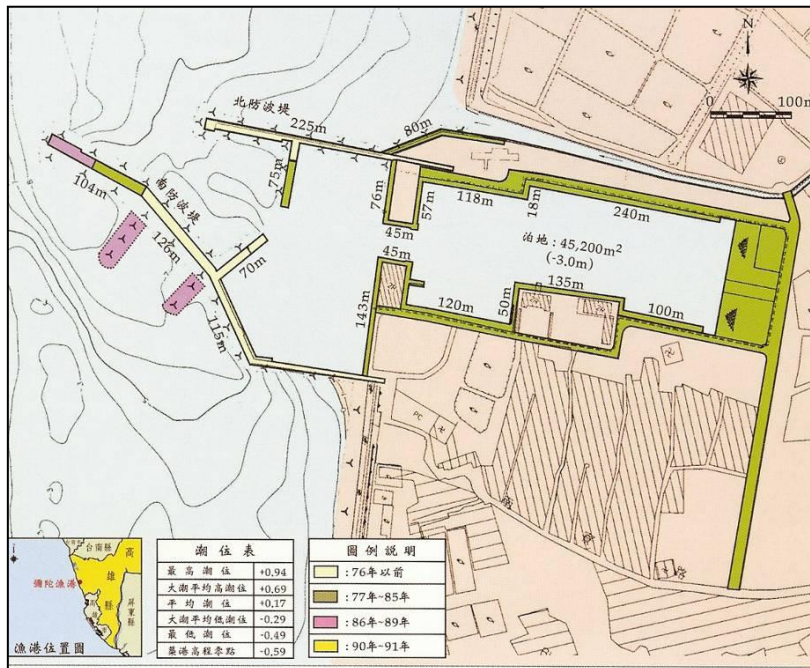 N
0
100m
北防波堤
225m
80m
75m
104m
南防波堤
126m
70m
115m
76m
57m
45m
118m
18m
240m
泊地：45,200m²
(-3.0m)
45m
143m
120m
50m
135m
100m
台南縣
高雄縣
屏東縣
彌陀漁港
漁港位置圖
潮位表
最高潮位 +0.94
大潮平均高潮位 +0.69
平均潮位 +0.17
大潮平均低潮位 -0.29
最低潮位 -0.49
築港高程零點 -0.59
圖例說明
：76年以前
：77年~85年
：86年~89年
：90年~91年